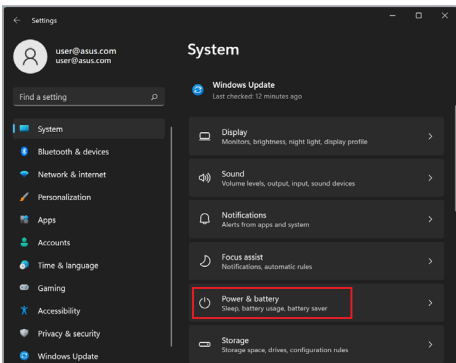 Settings
user@asus.com
user@asus.com
Find a setting
System
Bluetooth & devices
Network & internet
Personalization
Apps
Accounts
Time & language
Gaming
Accessibility
Privacy & security
Windows Update
System
Windows Update
Last checked: 12 minutes ago
Display
Monitors, brightness, night light, display profile
Sound
Volume levels, output, input, sound devices
Notifications
Alerts from apps and system
Focus assist
Notifications, automatic rules
Power & battery
Sleep, battery usage, battery saver
Storage
Storage space, drives, configuration rules